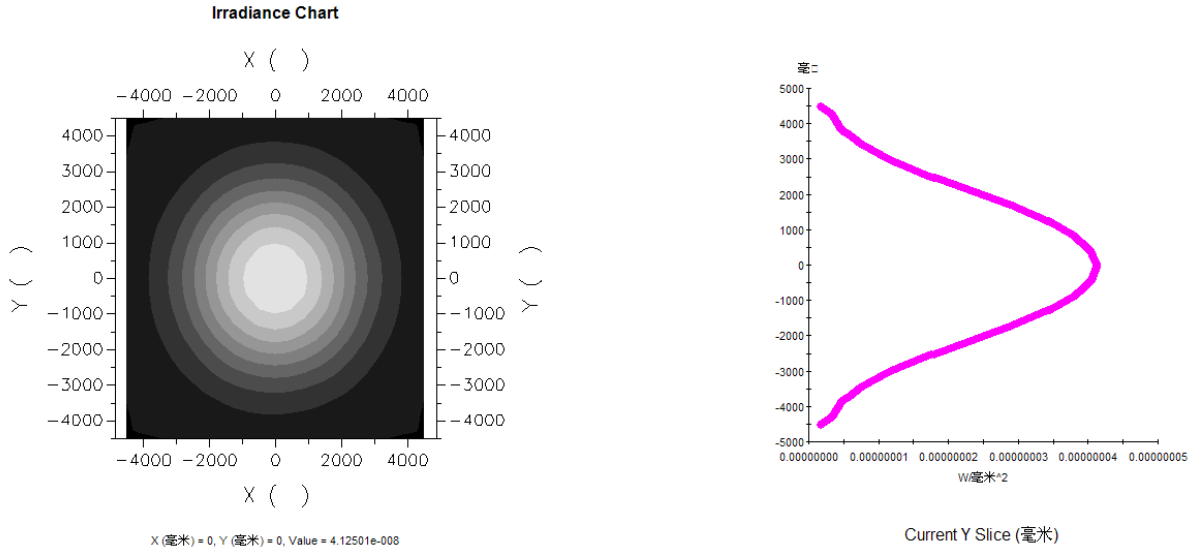 Irradiance Chart
X ( )
-4000 -2000 0 2000 4000
4000 4000
3000 3000
2000 2000
1000 1000
Y ( ) 0 0 Y ( )
-1000 -1000
-2000 -2000
-3000 -3000
-4000 -4000
-4000 -2000 0 2000 4000
X ( )
X (毫米) = 0, Y (毫米) = 0, Value = 4.12501e-008
毫
5000
4000
3000
2000
1000
0
-1000
-2000
-3000
-4000
-5000
0.00000000 0.00000001 0.00000002 0.00000003 0.00000004 0.00000005
W/毫米^2
Current Y Slice (毫米)